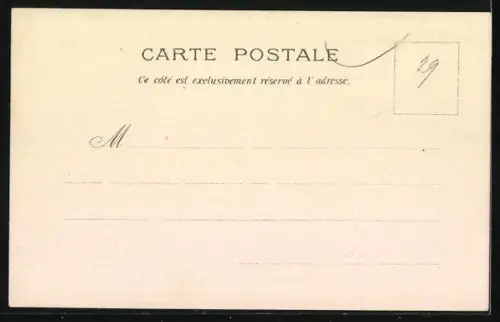 CARTE POSTALE
Ce côté est exclusivement réservé à l'adresse.
29
M